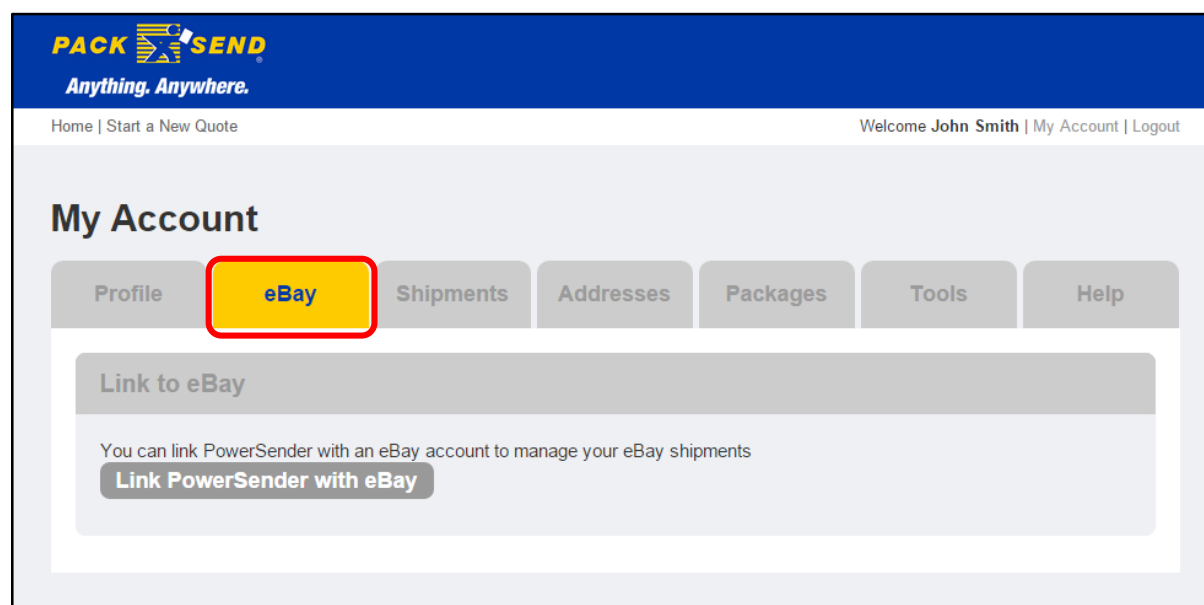 PACK SEND
Anything. Anywhere.
Home | Start a New Quote
Welcome John Smith | My Account | Logout
My Account
Profile
eBay
Shipments
Addresses
Packages
Tools
Help
Link to eBay
You can link PowerSender with an eBay account to manage your eBay shipments
Link PowerSender with eBay